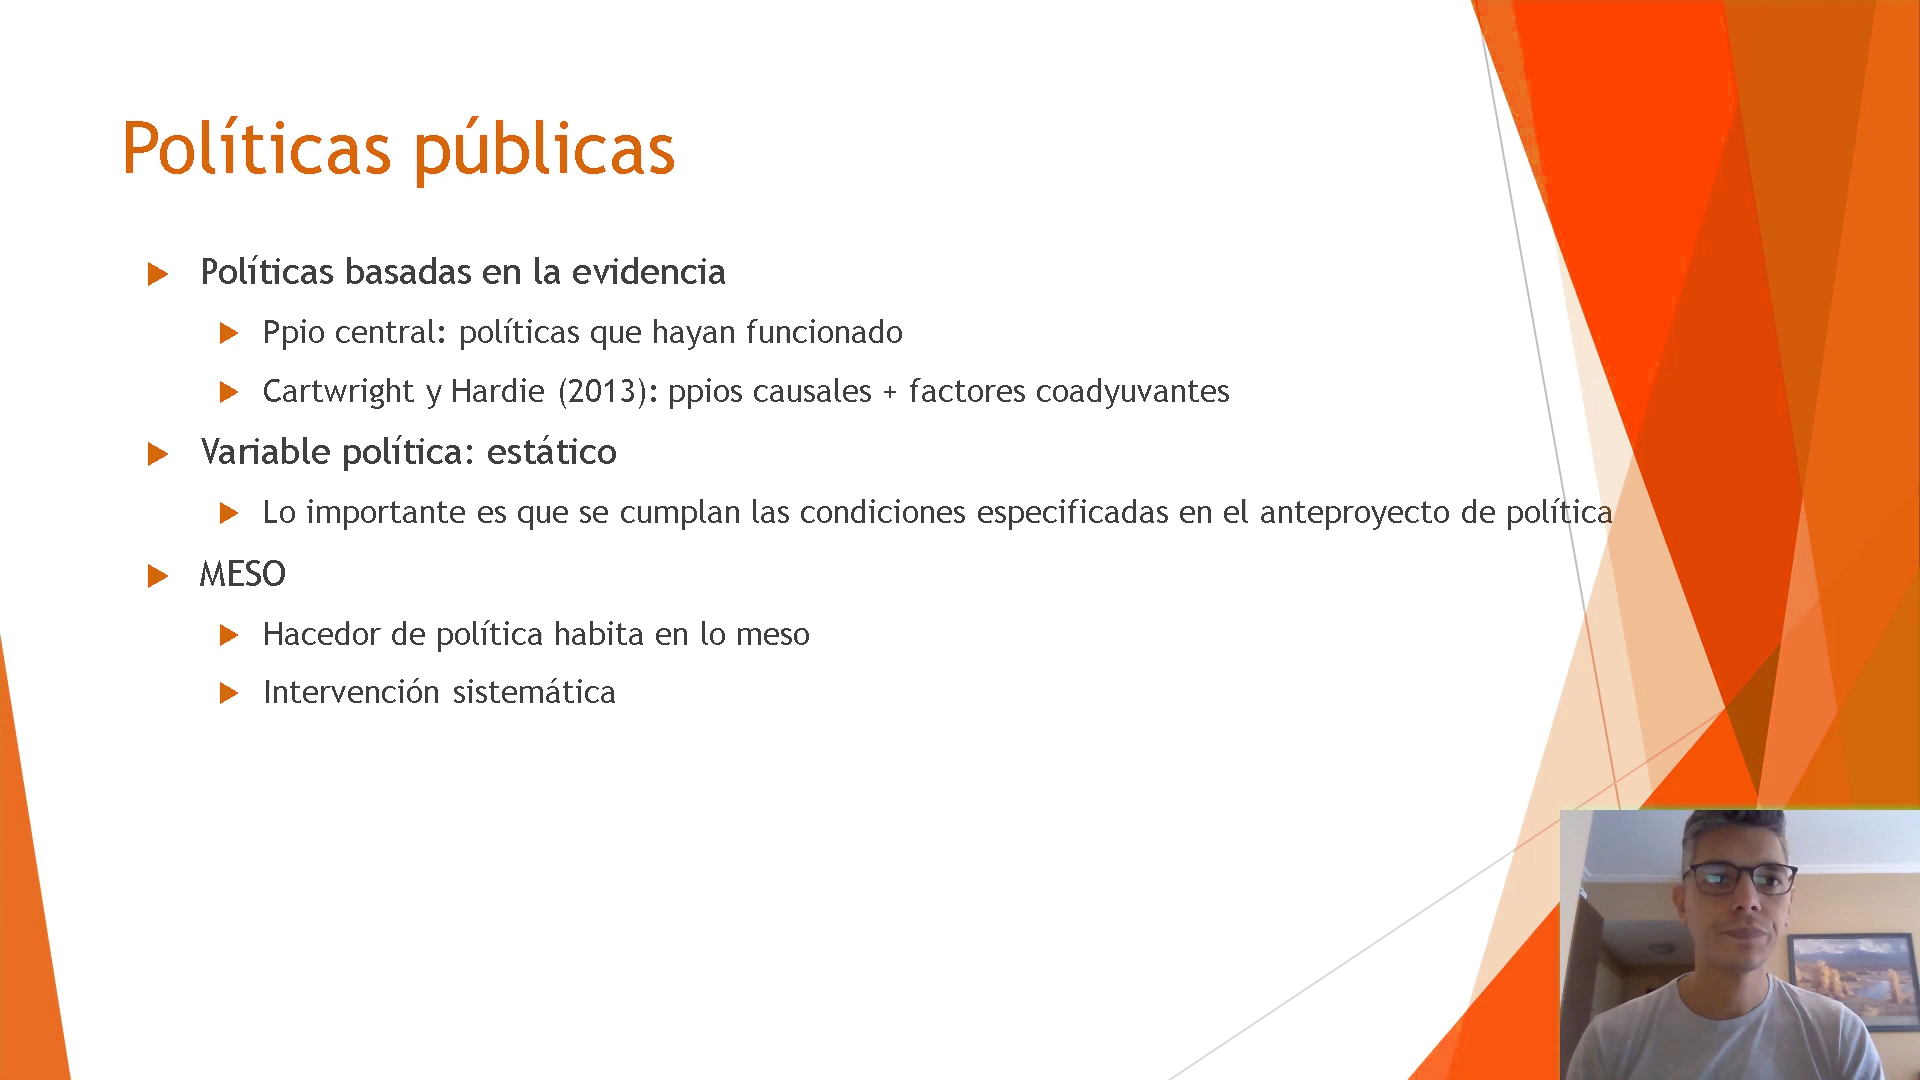 Políticas públicas
Políticas basadas en la evidencia
Ppio central: políticas que hayan funcionado
Cartwright y Hardie (2013): ppios causales + factores coadyuvantes
Variable política: estático
Lo importante es que se cumplan las condiciones especificadas en el anteproyecto de política
MESO
Hacedor de política habita en lo meso
Intervención sistemática